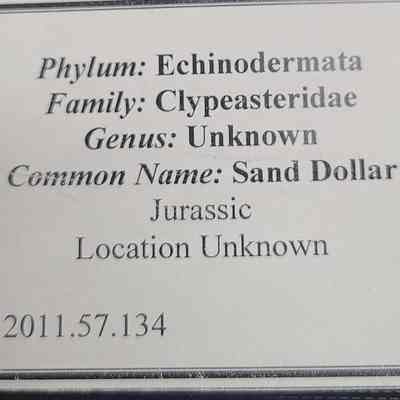 Phylum: Echinodermata
Family: Clypeasteridae
Genus: Unknown
Common Name: Sand Dollar
Jurassic
Location Unknown
2011.57.134